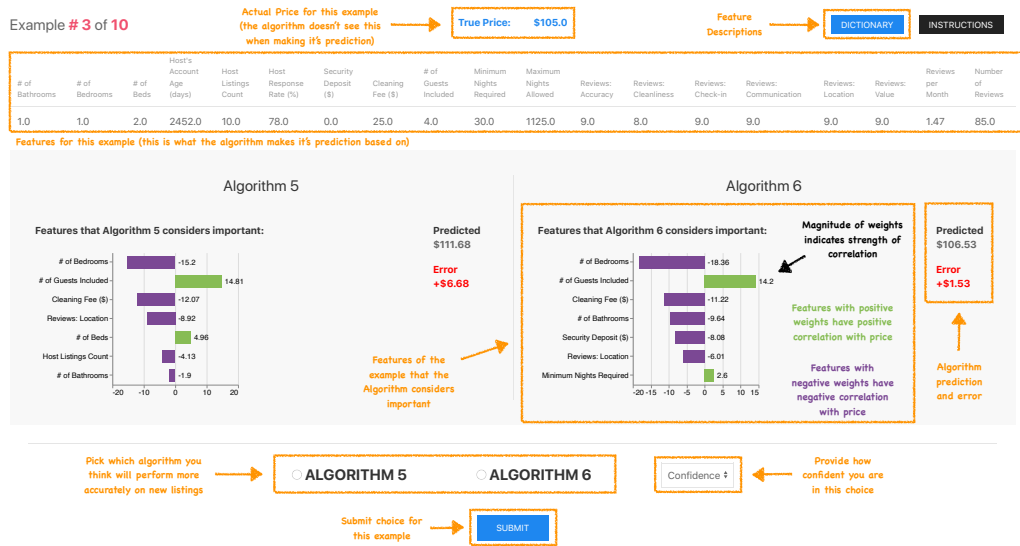 Example # 3 of 10
Actual Price for this example
(the algorithm doesn't see this
when making it's prediction)
True Price: $105.0
Feature
Descriptions
DICTIONARY
INSTRUCTIONS
# of
Bathrooms
# of
Bedrooms
# of
Beds
Host's
Account
Age
(days)
Host
Listings
Count
Host
Response
Rate (%)
Security
Deposit
($)
Cleaning
Fee ($)
# of
Guests
Included
Minimum
Nights
Required
Maximum
Nights
Allowed
Reviews:
Accuracy
Reviews:
Cleanliness
Reviews:
Check-in
Reviews:
Communication
Reviews:
Location
Reviews:
Value
Reviews
per
Month
Number
of
Reviews
1.0 1.0 2.0 2452.0 10.0 78.0 0.0 25.0 4.0 30.0 1125.0 9.0 8.0 9.0 9.0 9.0 9.0 1.47 85.0
Features for this example (this is what the algorithm makes it's prediction based on)
Algorithm 5
Features that Algorithm 5 considers important:
# of Bedrooms -15.2
# of Guests Included 14.81
Cleaning Fee ($) -12.07
Reviews: Location -8.92
# of Beds 4.96
Host Listings Count -4.13
# of Bathrooms -1.9
-20 -10 0 10 20
Predicted
$111.68
Error
+$6.68
Features of the
example that the
Algorithm considers
important
Algorithm 6
Features that Algorithm 6 considers important:
# of Bedrooms -18.36
# of Guests Included 14.2
Cleaning Fee ($) -11.22
# of Bathrooms -9.64
Security Deposit ($) -8.08
Reviews: Location -6.01
Minimum Nights Required 2.6
-20 -15 -10 -5 0 5 10 15
Magnitude of weights
indicates strength of
correlation
Features with positive
weights have positive
correlation with price
Features with
negative weights have
negative correlation
with price
Predicted
$106.53
Error
+$1.53
Algorithm
prediction
and error
Pick which algorithm you
think will perform more
accurately on new listings
ALGORITHM 5
ALGORITHM 6
Confidence
Provide how
confident you are
in this choice
Submit choice for
this example
SUBMIT